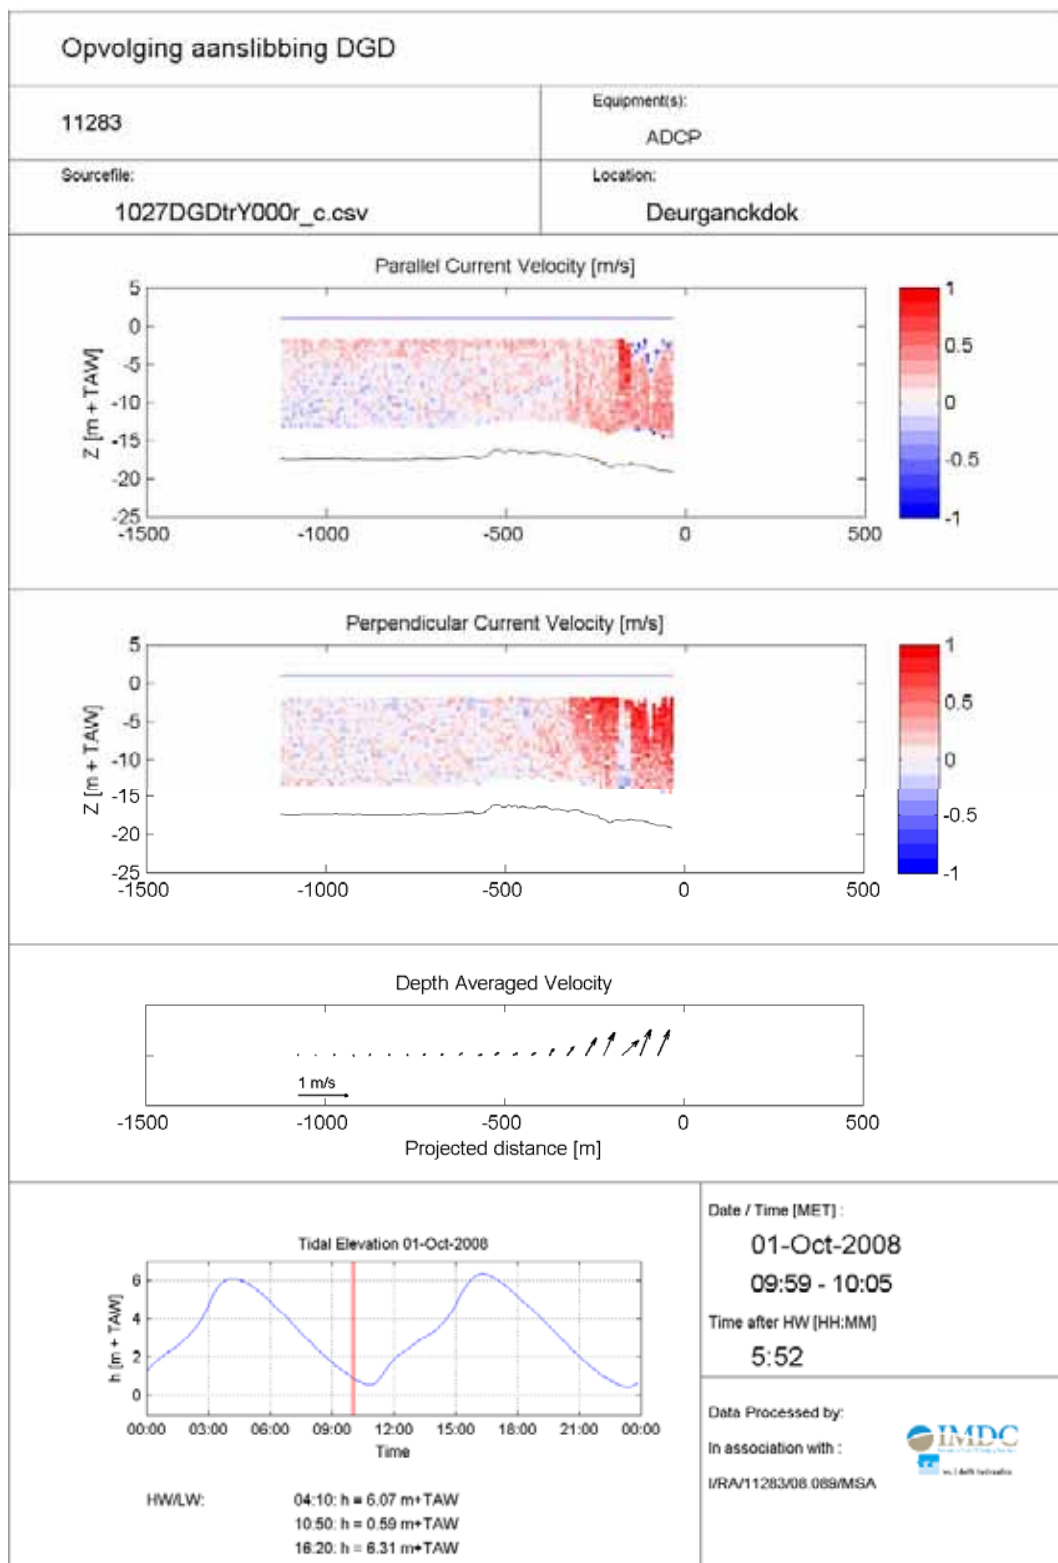 Opvolging aanslibbing DGD
11283
Equipment(s):
ADCP
Sourcefile:
1027DGDtrY000r_c.csv
Location:
Deurganckdok
Parallel Current Velocity [m/s]
Z [m + TAW]
5
0
-5
-10
-15
-20
-25
-1500
-1000
-500
0
500
1
0.5
0
-0.5
-1
Perpendicular Current Velocity [m/s]
Z [m + TAW]
5
0
-5
-10
-15
-20
-25
-1500
-1000
-500
0
500
1
0.5
0
-0.5
-1
Depth Averaged Velocity
1 m/s
-1500
-1000
-500
0
500
Projected distance [m]
Tidal Elevation 01-Oct-2008
h [m + TAW]
6
4
2
0
00:00
03:00
06:00
09:00
12:00
15:00
18:00
21:00
00:00
Time
HW/LW:
04:10: h = 6.07 m+TAW
10:50: h = 0.59 m+TAW
16:20: h = 6.31 m+TAW
Date / Time [MET] :
01-Oct-2008
09:59 - 10:05
Time after HW [HH:MM]
5:52
Data Processed by:
IMDC
In association with :
wl | delft hydraulics
I/RA/11283/08.089/MSA